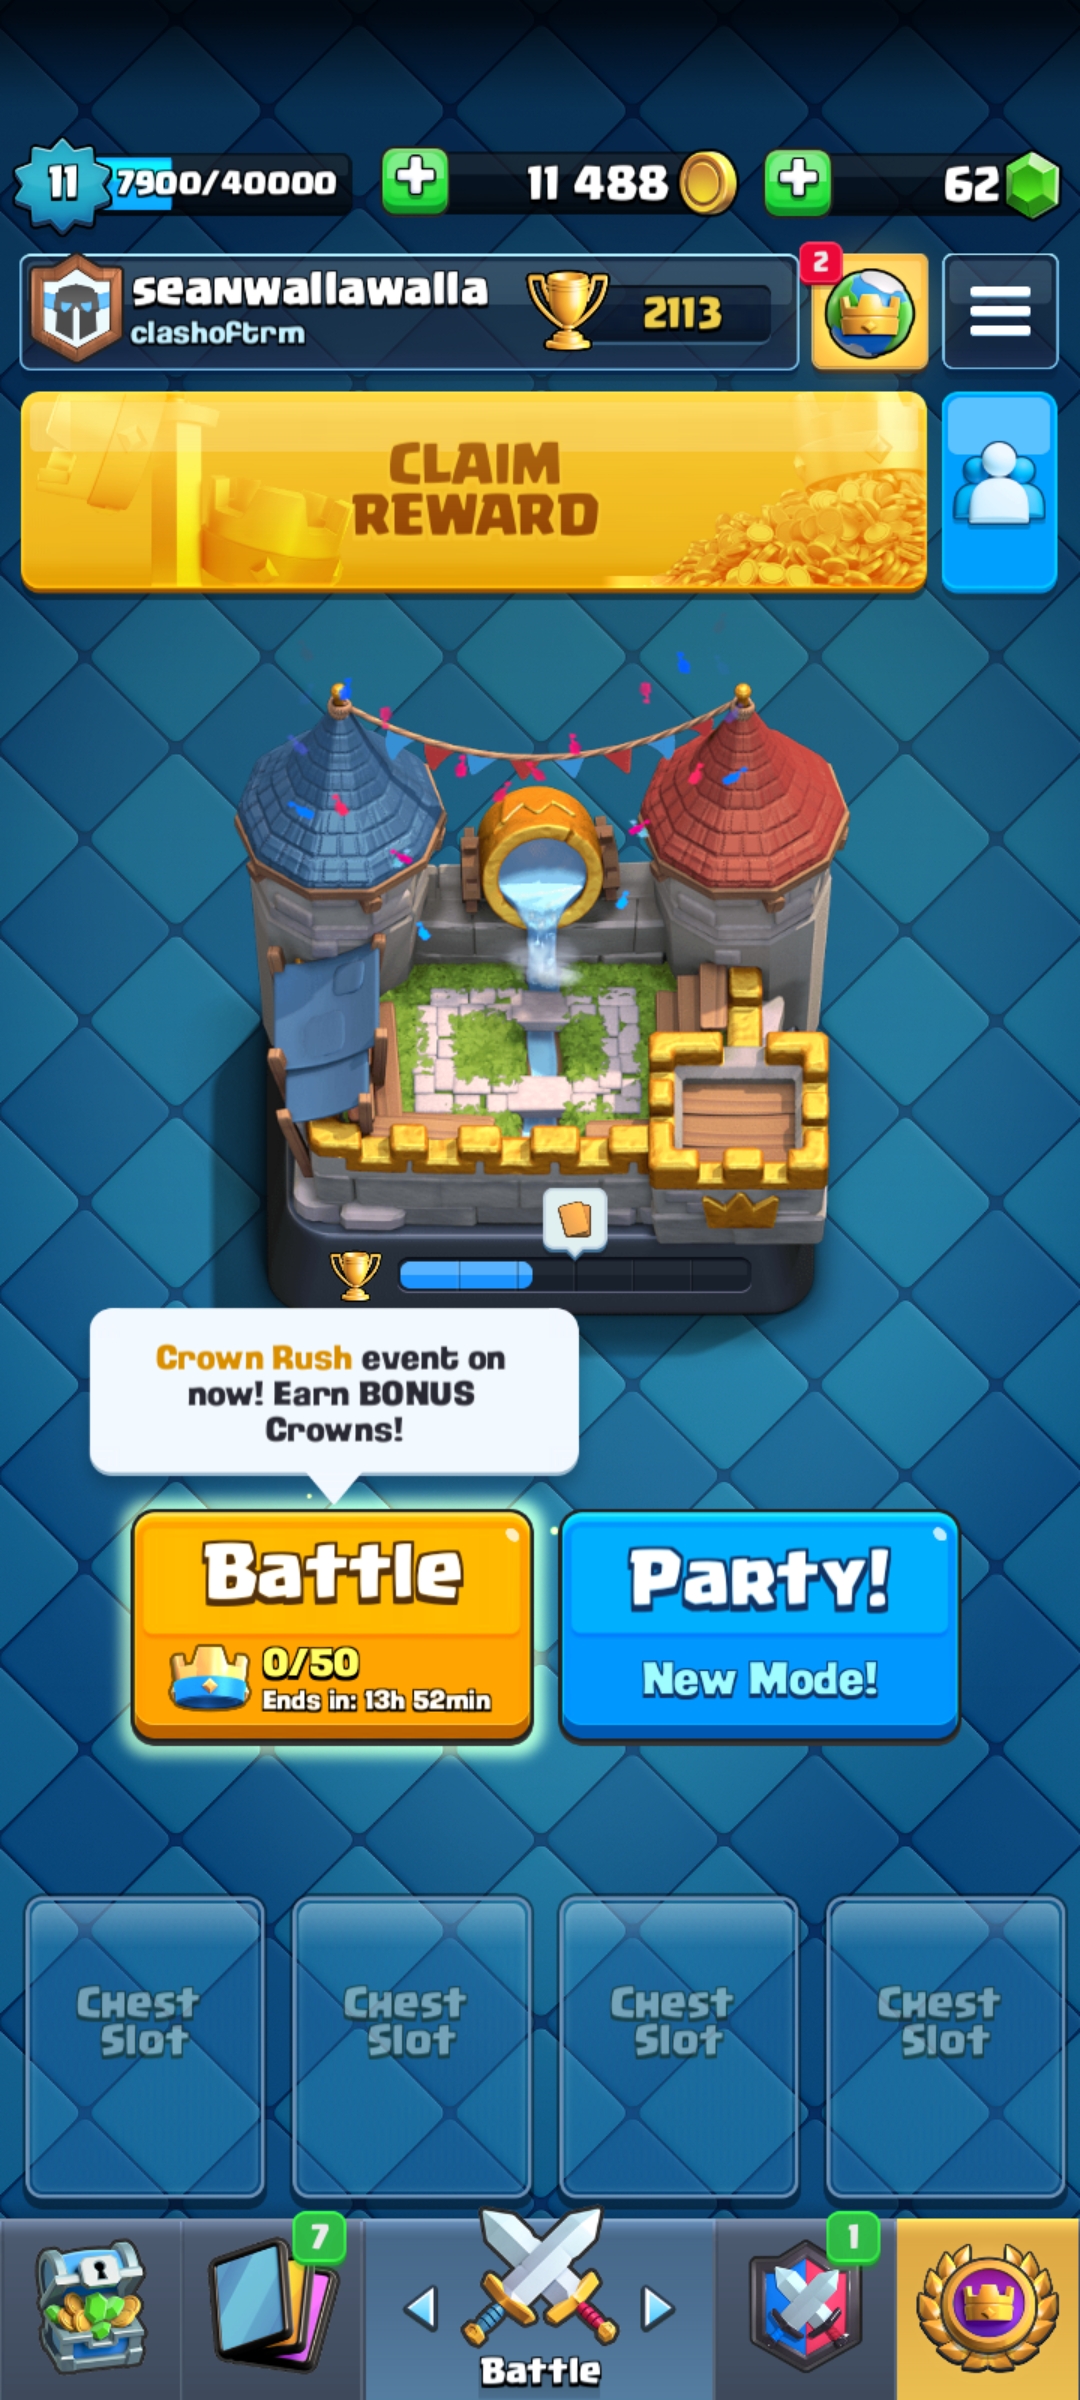 11
7900/40000
11 488
62
seanwallawalla
clashoftrm
2113
2
CLAIM
REWARD
Crown Rush event on
now! Earn BONUS
Crowns!
Battle
0/50
Ends in: 13h 52min
Party!
New Mode!
Chest
Slot
Chest
Slot
Chest
Slot
Chest
Slot
7
1
Battle